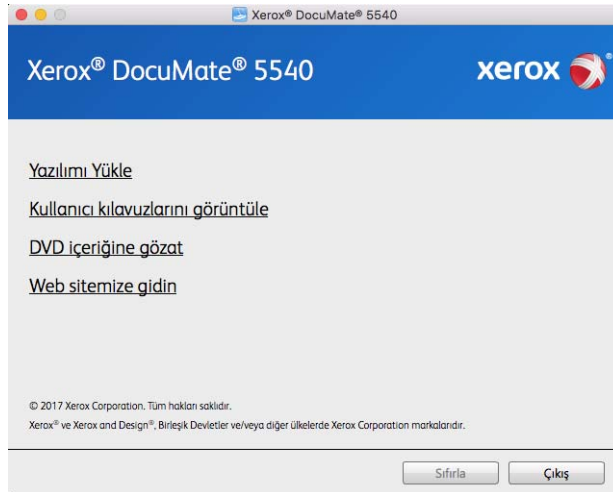 Xerox® DocuMate® 5540
Xerox® DocuMate® 5540
xerox ®
Yazılımı Yükle
Kullanıcı kılavuzlarını görüntüle
DVD içeriğine gözat
Web sitemize gidin
© 2017 Xerox Corporation. Tüm hakları saklıdır.
Xerox® ve Xerox and Design®, Birleşik Devletler ve/veya diğer ülkelerde Xerox Corporation markalarıdır.
Sıfırla
Çıkış